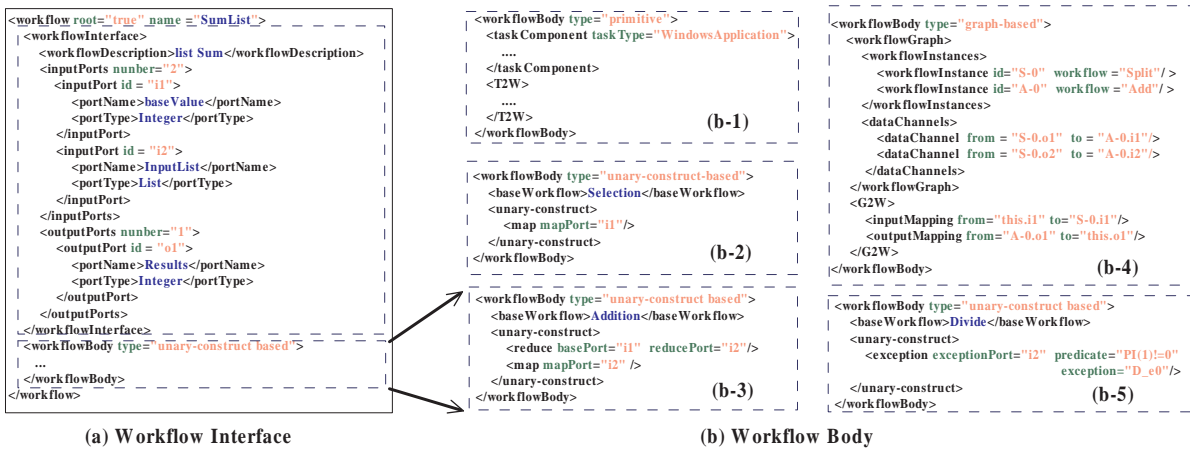 <workflow root="true" name ="SumList">
<workflowInterface>
<workflowDescription>list Sum</workflowDescription>
<inputPorts nunber="2">
<inputPort id = "i1">
<portName>baseValue</portName>
<portType>Integer</portType>
</inputPort>
<inputPort id = "i2">
<portName>InputList</portName>
<portType>List</portType>
</inputPort>
</inputPorts>
<outputPorts nunber="1">
<outputPort id = "o1">
<portName>Results</portName>
<portType>Integer</portType>
</outputPort>
</outputPorts>
</workflowInterface>
<workflowBody type="unary-construct based">
...
</workflowBody>
</workflow>
(a) Workflow Interface
<workflowBody type="primitive">
<taskComponent taskType="WindowsApplication">
....
</taskComponent>
<T2W>
....
</T2W>
</workflowBody>
(b-1)
<workflowBody type="unary-construct-based">
<baseWorkflow>Selection</baseWorkflow>
<unary-construct>
<map mapPort="i1"/>
</unary-construct>
</workflowBody>
(b-2)
<workflowBody type="unary-construct based">
<baseWorkflow>Addition</baseWorkflow>
<unary-construct>
<reduce basePort="i1" reducePort="i2"/>
<map mapPort="i2" />
</unary-construct>
</workflowBody>
(b-3)
<workflowBody type="graph-based">
<workflowGraph>
<workflowInstances>
<workflowInstance id="S-0" workflow ="Split"/ >
<workflowInstance id="A-0" workflow ="Add"/ >
</workflowInstances>
<dataChannels>
<dataChannel from = "S-0.o1" to = "A-0.i1"/>
<dataChannel from = "S-0.o2" to = "A-0.i2"/>
</dataChannels>
</workflowGraph>
<G2W>
<inputMapping from="this.i1" to="S-0.i1"/>
<outputMapping from="A-0.o1" to="this.o1"/>
</G2W>
</workflowBody>
(b-4)
<workflowBody type="unary-construct based">
<baseWorkflow>Divide</baseWorkflow>
<unary-construct>
<exception exceptionPort="i2" predicate="PI(1)!=0"
exception="D_e0"/>
</unary-construct>
</workflowBody>
(b-5)
(b) Workflow Body